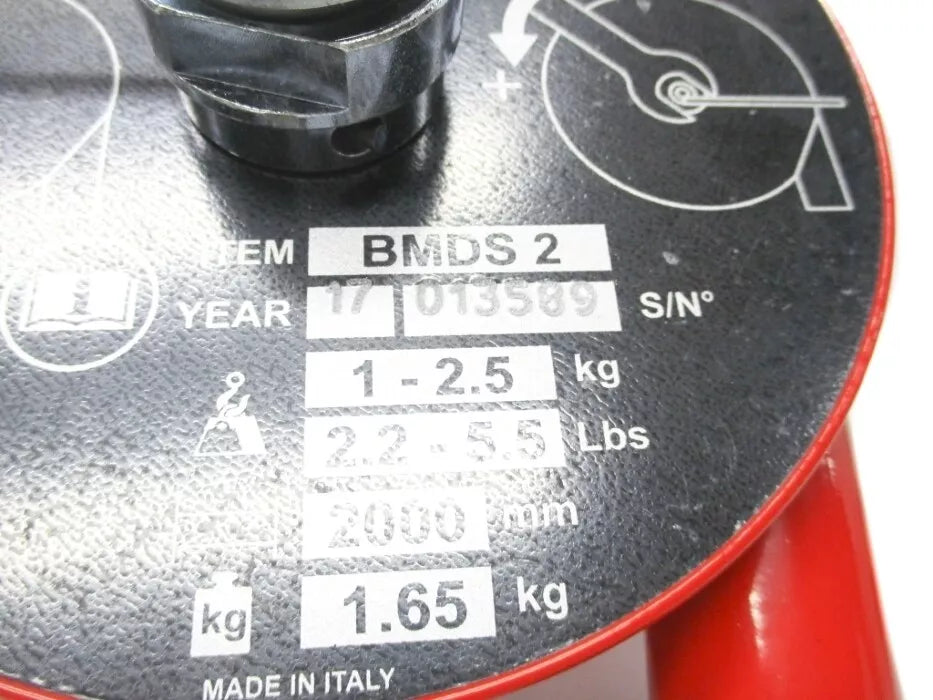 ITEM BMDS 2
YEAR 17 013589 S/N°
1 - 2.5 kg
2.2 - 5.5 Lbs
2000 mm
kg 1.65 kg
MADE IN ITALY